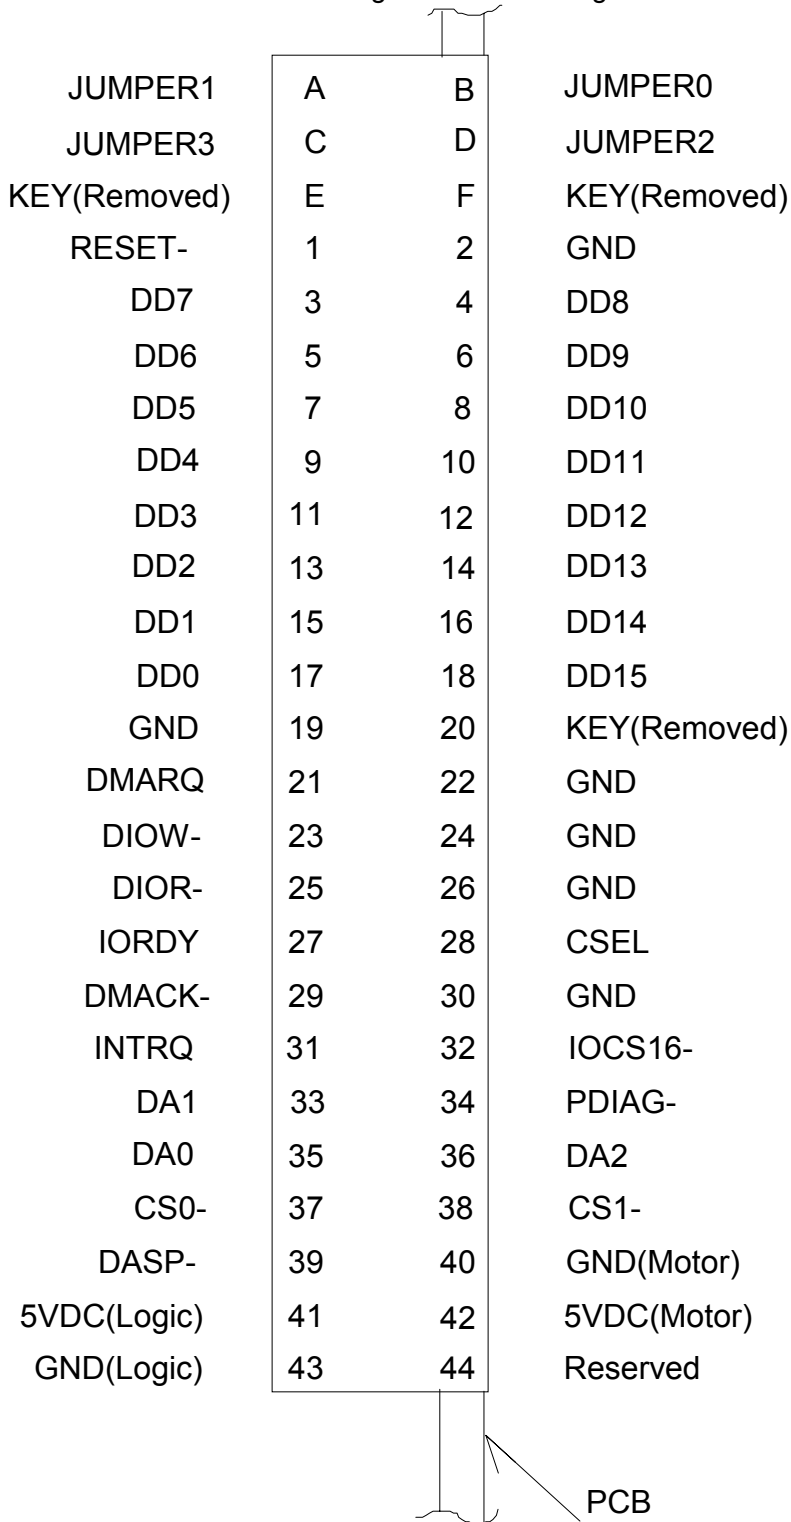 JUMPER1 A B JUMPER0
JUMPER3 C D JUMPER2
KEY(Removed) E F KEY(Removed)
RESET- 1 2 GND
DD7 3 4 DD8
DD6 5 6 DD9
DD5 7 8 DD10
DD4 9 10 DD11
DD3 11 12 DD12
DD2 13 14 DD13
DD1 15 16 DD14
DD0 17 18 DD15
GND 19 20 KEY(Removed)
DMARQ 21 22 GND
DIOW- 23 24 GND
DIOR- 25 26 GND
IORDY 27 28 CSEL
DMACK- 29 30 GND
INTRQ 31 32 IOCS16-
DA1 33 34 PDIAG-
DA0 35 36 DA2
CS0- 37 38 CS1-
DASP- 39 40 GND(Motor)
5VDC(Logic) 41 42 5VDC(Motor)
GND(Logic) 43 44 Reserved
PCB